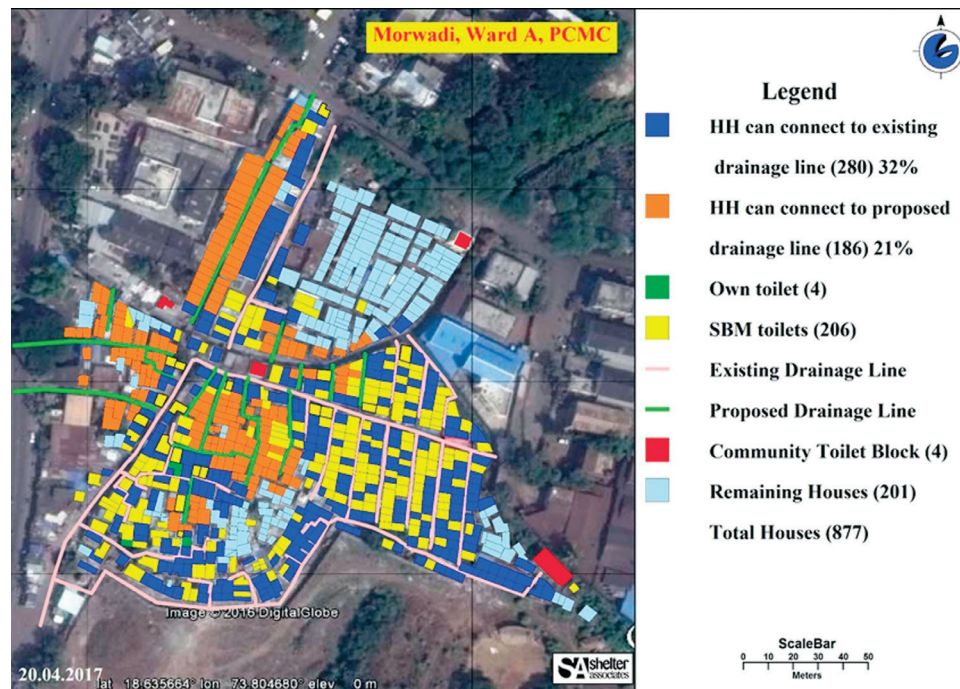 Morwadi, Ward A, PCMC
Legend
HH can connect to existing
drainage line (280) 32%
HH can connect to proposed
drainage line (186) 21%
Own toilet (4)
SBM toilets (206)
Existing Drainage Line
Proposed Drainage Line
Community Toilet Block (4)
Remaining Houses (201)
Total Houses (877)
Image © 2016 DigitalGlobe
20.04.2017
lat 18.635664° lon 73.804680° elev 0 m
SA shelter
associates
ScaleBar
0 10 20 30 40 50
Meters